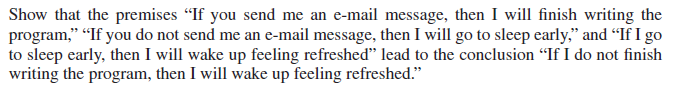 Show that the premises “If you send me an e-mail message, then I will finish writing the
program,” “If you do not send me an e-mail message, then I will go to sleep early,” and “If I go
to sleep early, then I will wake up feeling refreshed” lead to the conclusion “If I do not finish
writing the program, then I will wake up feeling refreshed.”